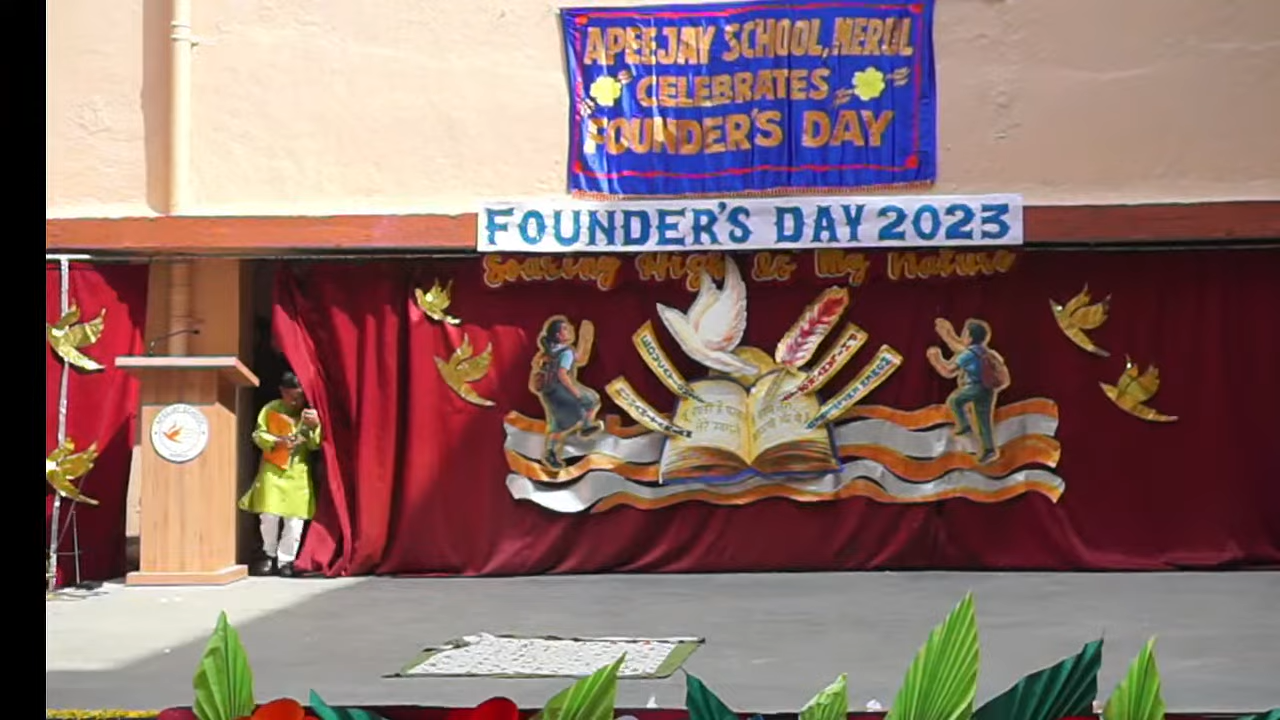 APEEJAY SCHOOL, NERUL
CELEBRATES
FOUNDER'S DAY
FOUNDER'S DAY 2023
Soaring High is My Nature